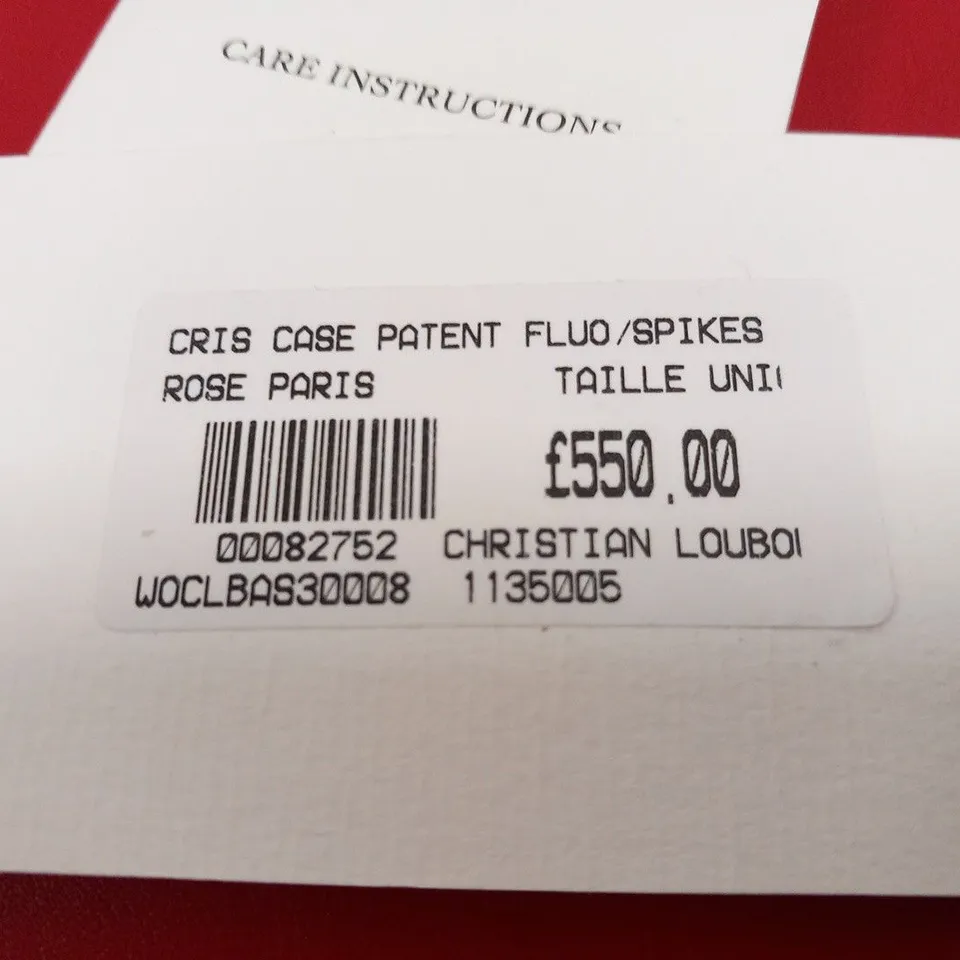 CARE INSTRUCTIONS
CRIS CASE PATENT FLUO/SPIKES
ROSE PARIS TAILLE UNI
£550.00
00082752 CHRISTIAN LOUBO
WOCLBAS30008 1135005